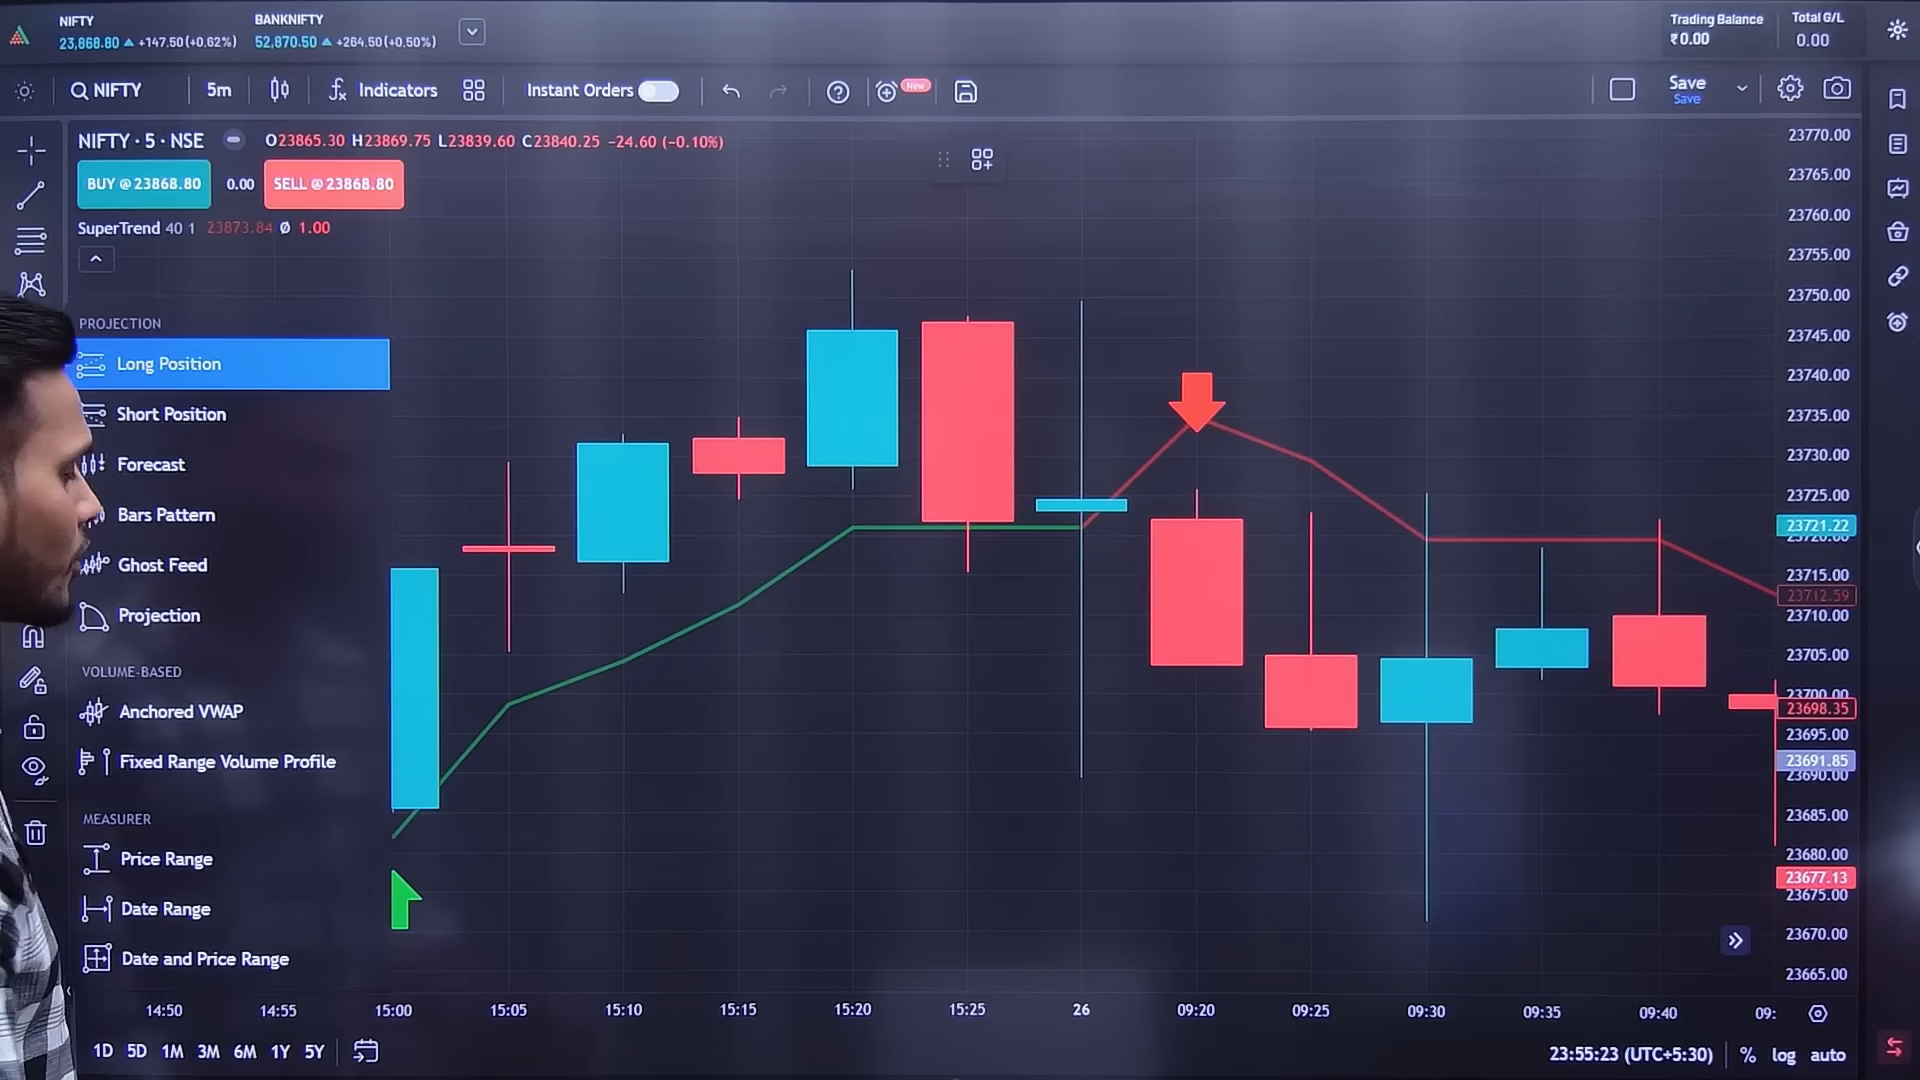 NIFTY
23,868.80 ▲ +147.50(+0.62%)
BANKNIFTY
52,870.50 ▲ +264.50(+0.50%)
Trading Balance
₹0.00
Total G/L
0.00
NIFTY
5m
Indicators
Instant Orders
New
Save
Save
NIFTY · 5 · NSE
O23865.30 H23869.75 L23839.60 C23840.25 −24.60 (−0.10%)
BUY @ 23868.80
0.00
SELL @ 23868.80
SuperTrend 40 1 23873.84 Ø 1.00
PROJECTION
Long Position
Short Position
Forecast
Bars Pattern
Ghost Feed
Projection
VOLUME-BASED
Anchored VWAP
Fixed Range Volume Profile
MEASURER
Price Range
Date Range
Date and Price Range
23770.00
23765.00
23760.00
23755.00
23750.00
23745.00
23740.00
23735.00
23730.00
23725.00
23721.22
23720.00
23715.00
23712.59
23710.00
23705.00
23700.00
23698.35
23695.00
23691.85
23690.00
23685.00
23680.00
23677.13
23675.00
23670.00
23665.00
14:50 14:55 15:00 15:05 15:10 15:15 15:20 15:25 26 09:20 09:25 09:30 09:35 09:40 09:
1D 5D 1M 3M 6M 1Y 5Y
23:55:23 (UTC+5:30) % log auto